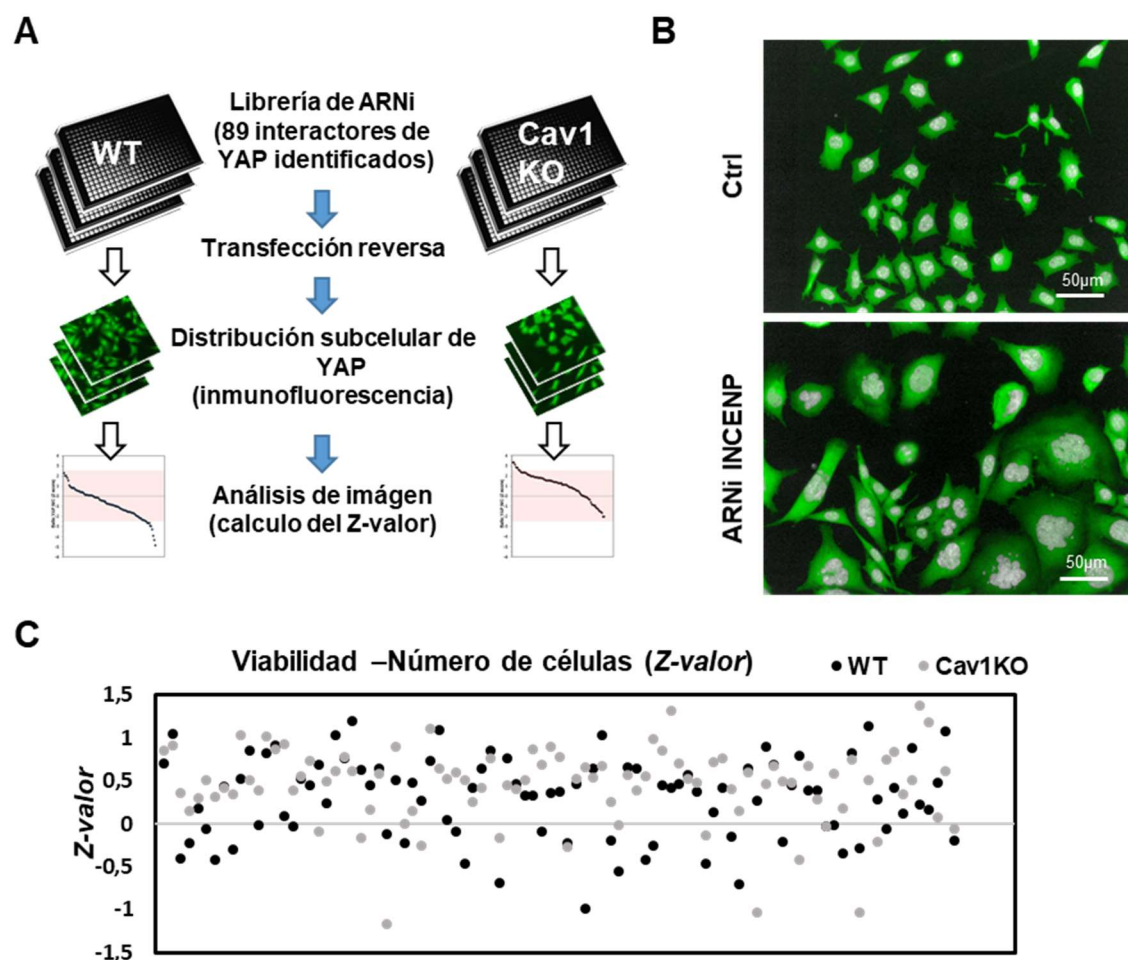 A
WT
Librería de ARNi
(89 interactores de
YAP identificados)
Cav1
KO
Transfección reversa
Distribución subcelular de
YAP
(inmunofluorescencia)
Análisis de imágen
(calculo del Z-valor)
B
Ctrl
50µm
ARNi INCENP
50µm
C
Viabilidad –Número de células (Z-valor)
WT
Cav1KO
Z-valor
1,5
1
0,5
0
-0,5
-1
-1,5